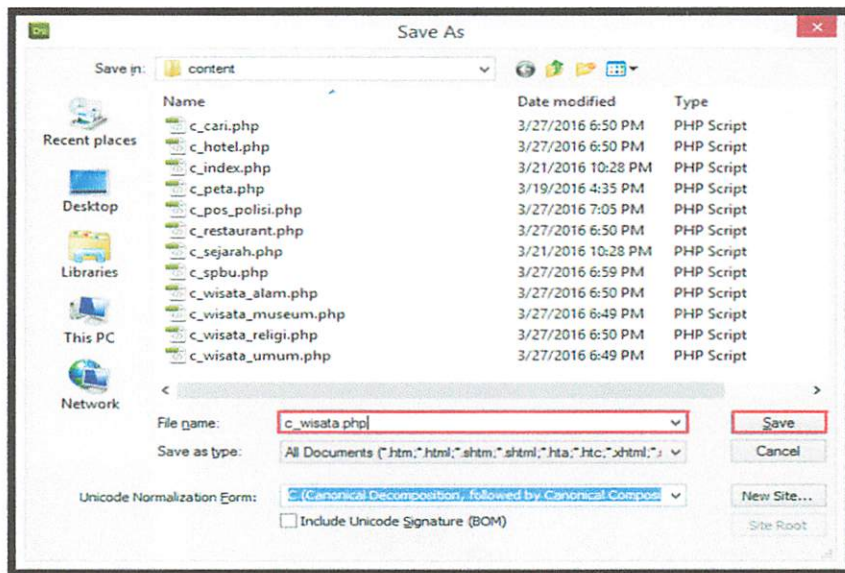 Dw
Save As
Save in: content
Name Date modified Type
c_cari.php 3/27/2016 6:50 PM PHP Script
c_hotel.php 3/27/2016 6:50 PM PHP Script
c_index.php 3/21/2016 10:28 PM PHP Script
c_peta.php 3/19/2016 4:35 PM PHP Script
c_pos_polisi.php 3/27/2016 7:05 PM PHP Script
c_restaurant.php 3/27/2016 6:50 PM PHP Script
c_sejarah.php 3/21/2016 10:28 PM PHP Script
c_spbu.php 3/27/2016 6:59 PM PHP Script
c_wisata_alam.php 3/27/2016 6:50 PM PHP Script
c_wisata_museum.php 3/27/2016 6:49 PM PHP Script
c_wisata_religi.php 3/27/2016 6:50 PM PHP Script
c_wisata_umum.php 3/27/2016 6:49 PM PHP Script
Recent places
Desktop
Libraries
This PC
Network
File name: c_wisata.php Save
Save as type: All Documents (*.htm;*.html;*.shtm;*.shtml;*.hta;*.htc;*.xhtml;*. Cancel
Unicode Normalization Form: C (Canonical Decomposition, followed by Canonical Composi New Site...
Include Unicode Signature (BOM) Site Root